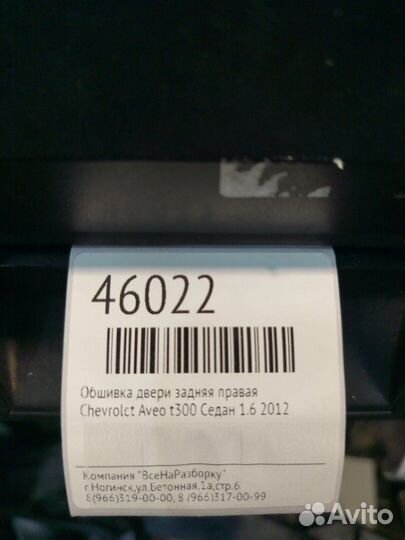 46022
Обшивка двери задняя правая
Chevrolct Aveo t300 Седан 1.6 2012
Компания "ВсеНаРазборку"
г.Ногинск,ул.Бетонная,1а,стр.6
8(966)319-00-00, 8 (966)317-00-99
Avito